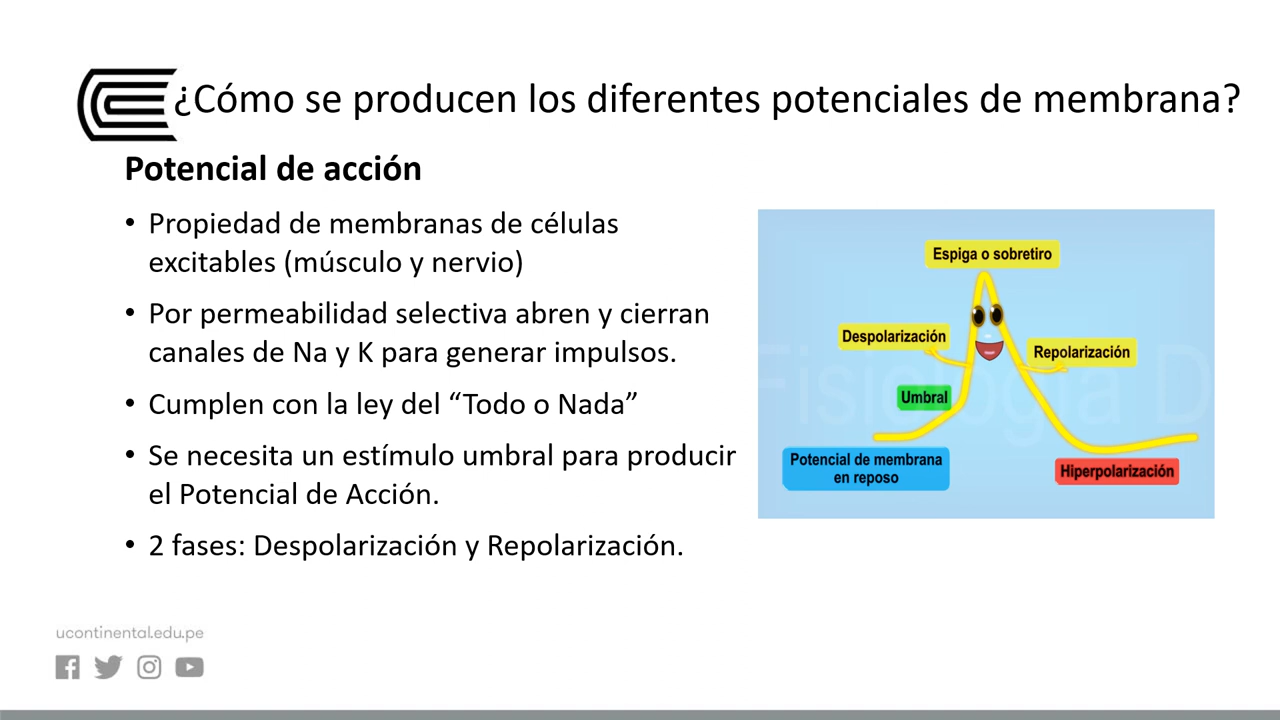 ¿Cómo se producen los diferentes potenciales de membrana?
Potencial de acción
• Propiedad de membranas de células
excitables (músculo y nervio)
• Por permeabilidad selectiva abren y cierran
canales de Na y K para generar impulsos.
• Cumplen con la ley del “Todo o Nada”
• Se necesita un estímulo umbral para producir
el Potencial de Acción.
• 2 fases: Despolarización y Repolarización.
Espiga o sobretiro
Despolarización
Repolarización
Umbral
Potencial de membrana
en reposo
Hiperpolarización
ucontinental.edu.pe